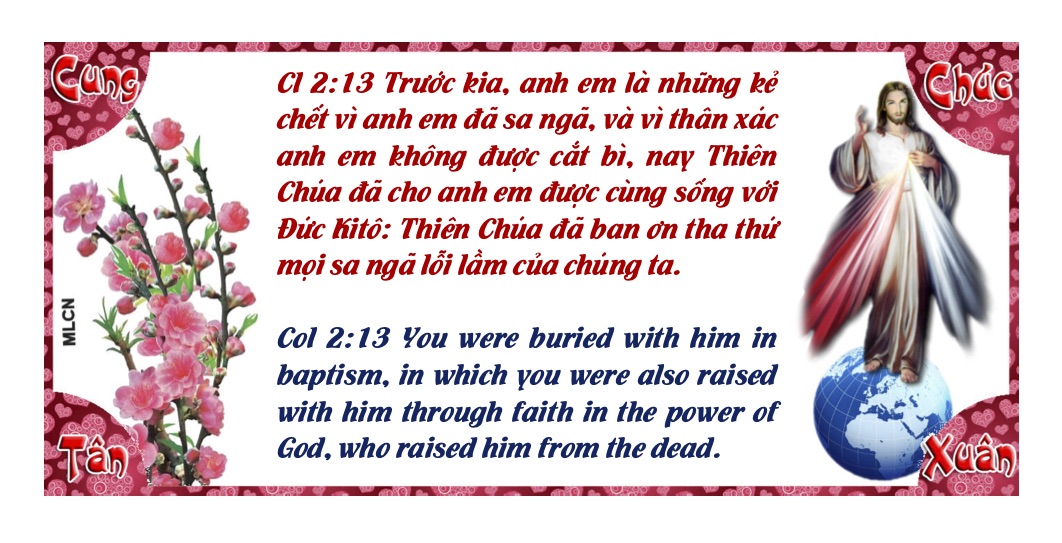 Cung
Chúc
Cl 2:13 Trước kia, anh em là những kẻ
chết vì anh em đã sa ngã, và vì thân xác
anh em không được cắt bì, nay Thiên
Chúa đã cho anh em được cùng sống với
Đức Kitô: Thiên Chúa đã ban ơn tha thứ
mọi sa ngã lỗi lầm của chúng ta.
MLCN
Col 2:13 You were buried with him in
baptism, in which you were also raised
with him through faith in the power of
God, who raised him from the dead.
Tân
Xuân